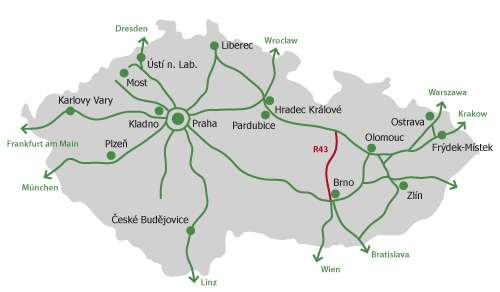 Dresden
Liberec
Wroclaw
Ústí n. Lab.
Most
Karlovy Vary
Hradec Králové
Warszawa
Kladno
Praha
Pardubice
Ostrava
Krakow
Frankfurt am Main
Plzeň
R43
Olomouc
Frýdek-Místek
Münchен
Brno
Zlín
České Budějovice
Bratislava
Wien
Linz